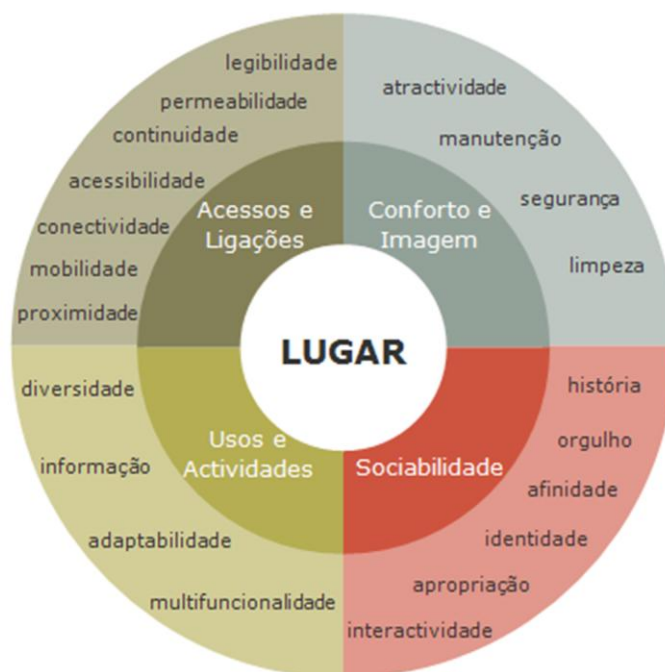 legibilidade
permeabilidade
continuidade
acessibilidade
conectividade
mobilidade
proximidade
Acessos e
Ligações
atractividade
manutenção
segurança
limpeza
Conforto e
Imagem
LUGAR
diversidade
informação
adaptabilidade
multifuncionalidade
Usos e
Actividades
história
orgulho
afinidade
identidade
apropriação
interactividade
Sociabilidade